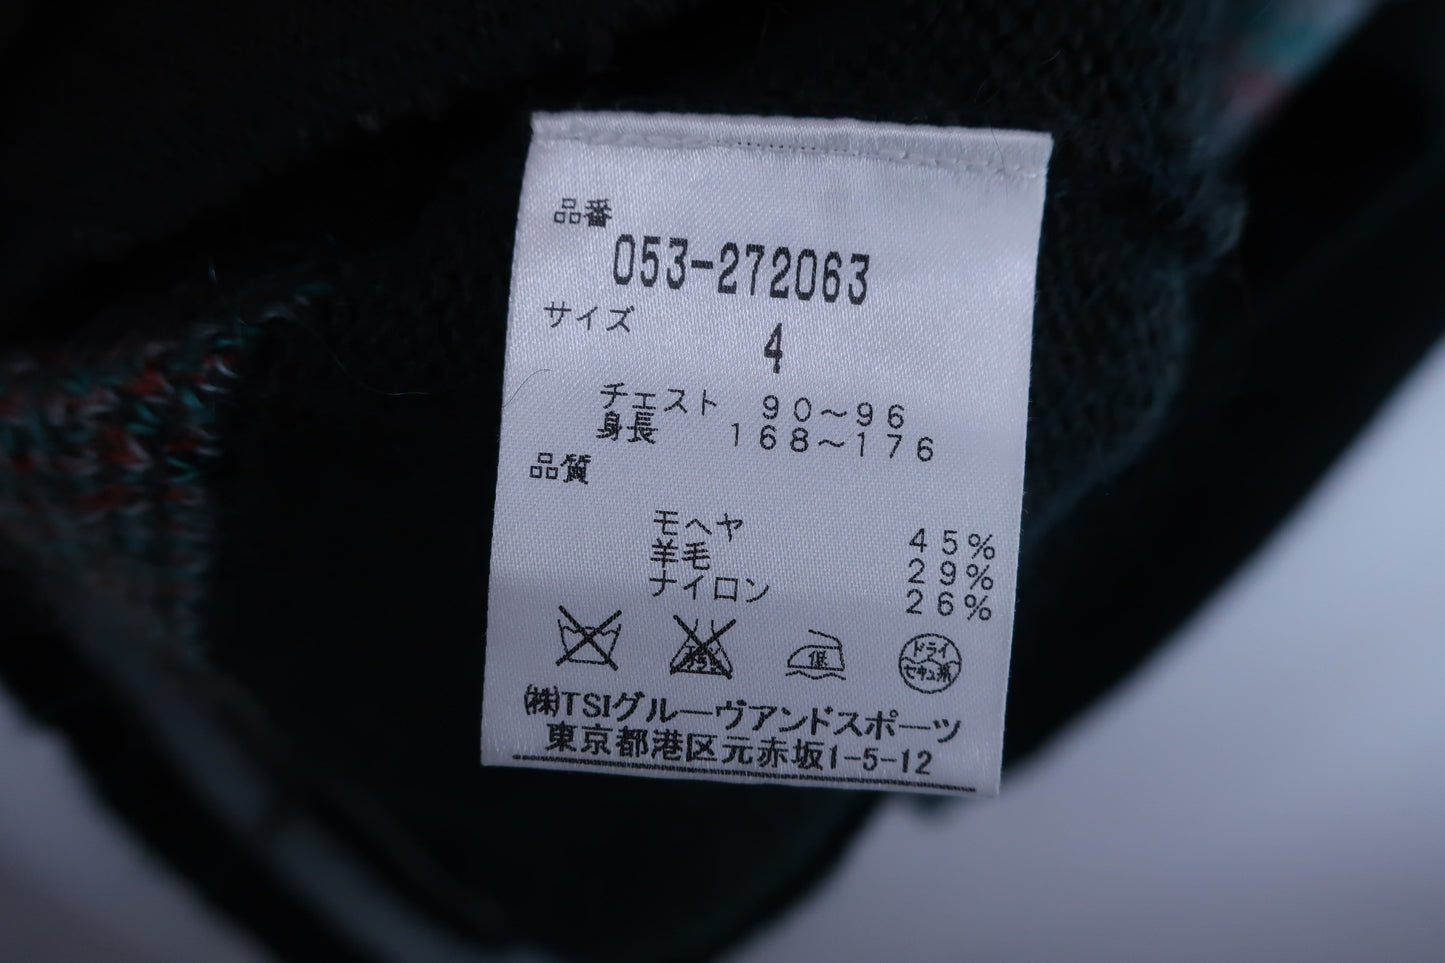 品番
053-272063
サイズ
4
チェスト 90~96
身長 168~176
品質
モヘヤ 45%
羊毛 29%
ナイロン 26%
低
ドライ
セキュ系
㈱TSIグルーヴアンドスポーツ
東京都港区元赤坂1-5-12